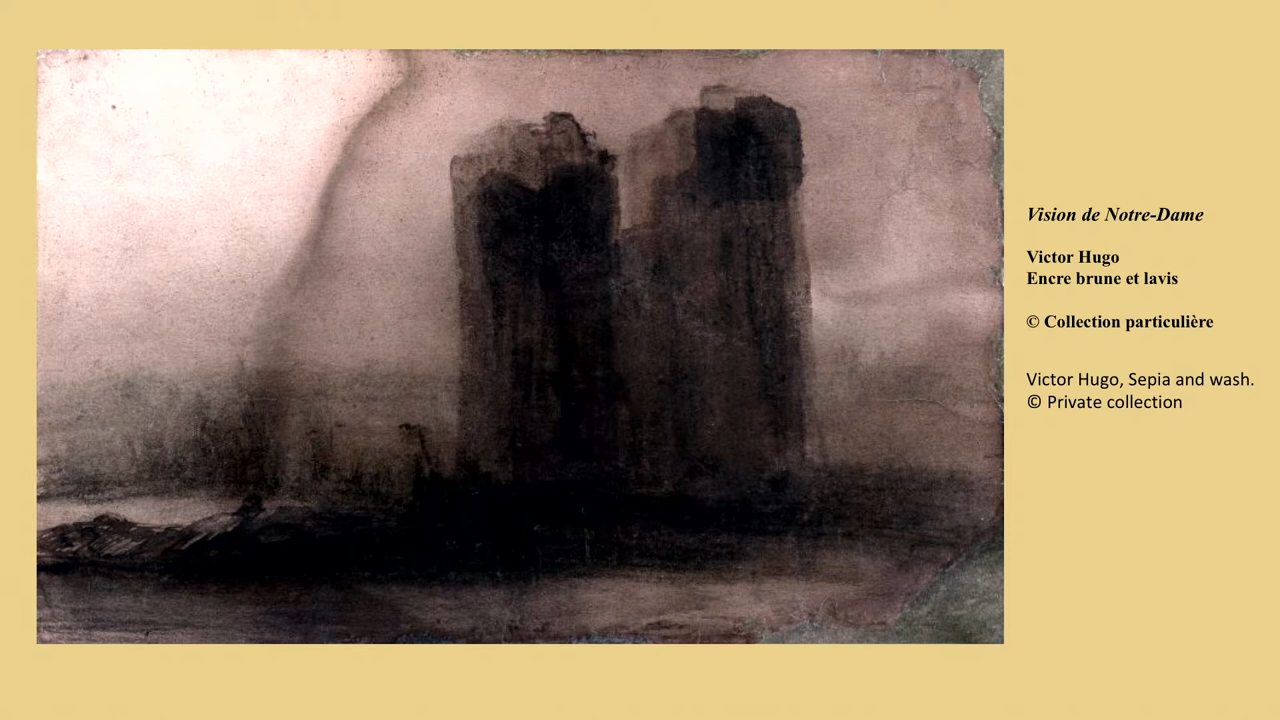 Vision de Notre-Dame
Victor Hugo
Encre brune et lavis
© Collection particulière
Victor Hugo, Sepia and wash.
© Private collection